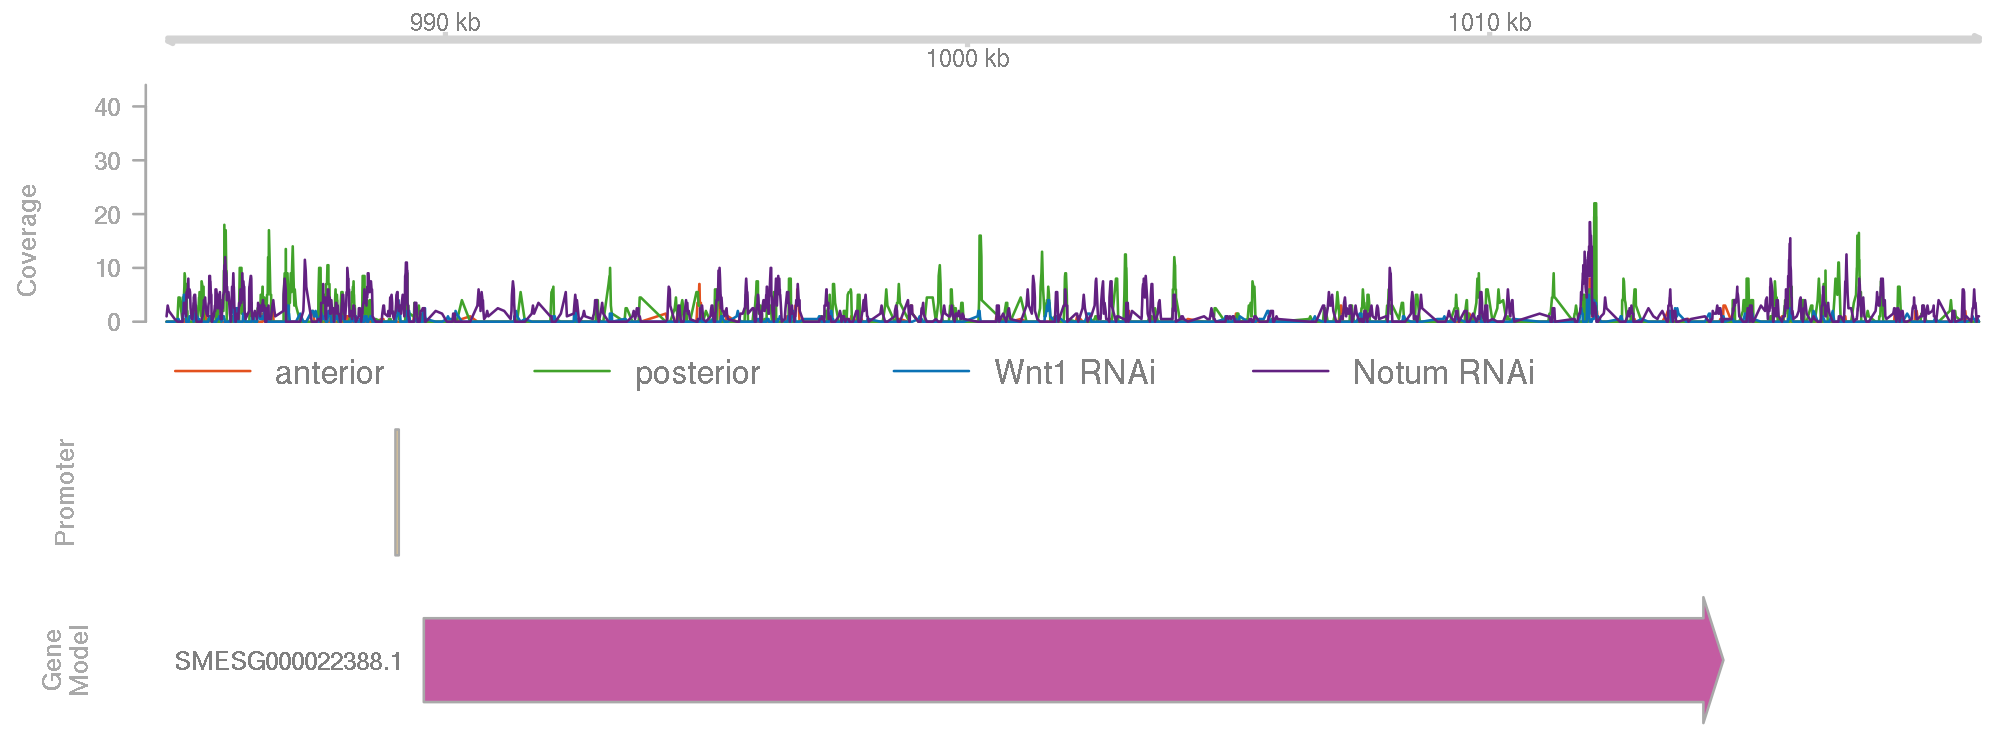 990 kb
1010 kb
1000 kb
40
30
20
10
0
Coverage
anterior posterior Wnt1 RNAi Notum RNAi
Promoter
Gene
Model
SMESG000022388.1